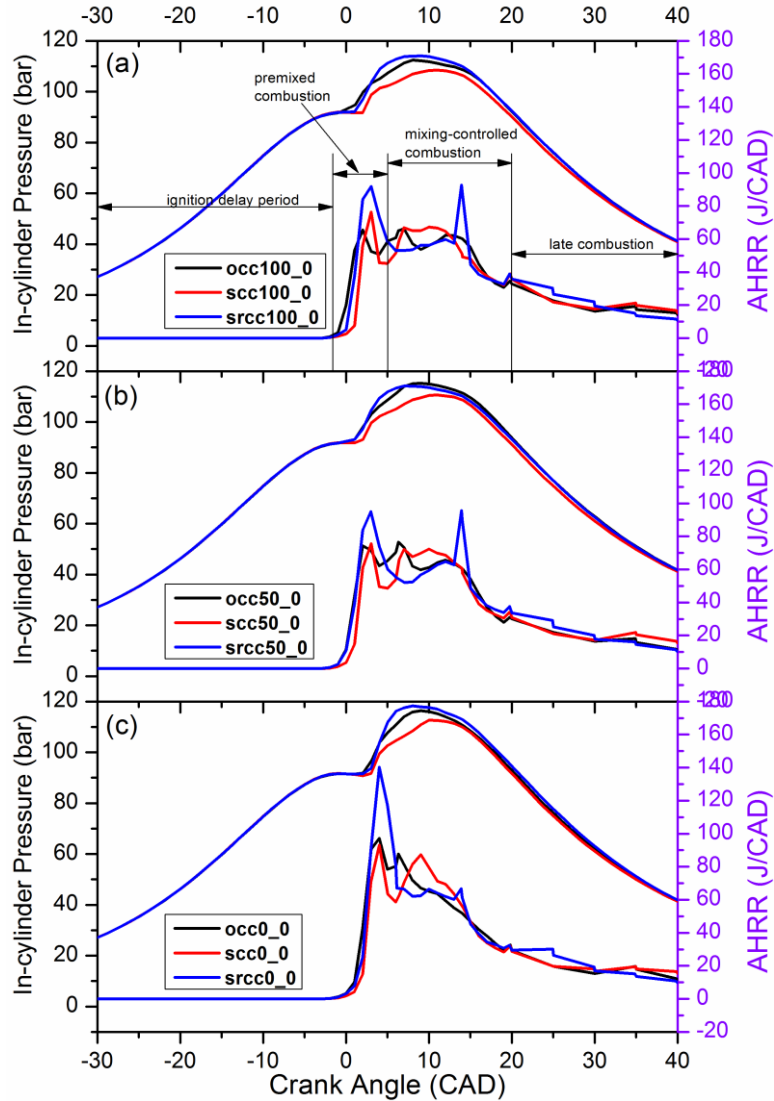 -30 -20 -10 0 10 20 30 40
120 (a) 180
premixed combustion
mixing-controlled combustion
ignition delay period
late combustion
occ100_0
scc100_0
srcc100_0
In-cylinder Pressure (bar)
120
100
80
60
40
20
0
AHRR (J/CAD)
180
160
140
120
100
80
60
40
20
0
-20
(b)
occ50_0
scc50_0
srcc50_0
In-cylinder Pressure (bar)
120
100
80
60
40
20
0
AHRR (J/CAD)
180
160
140
120
100
80
60
40
20
0
-20
(c)
occ0_0
scc0_0
srcc0_0
In-cylinder Pressure (bar)
120
100
80
60
40
20
0
AHRR (J/CAD)
180
160
140
120
100
80
60
40
20
0
-20
-30 -20 -10 0 10 20 30 40
Crank Angle (CAD)